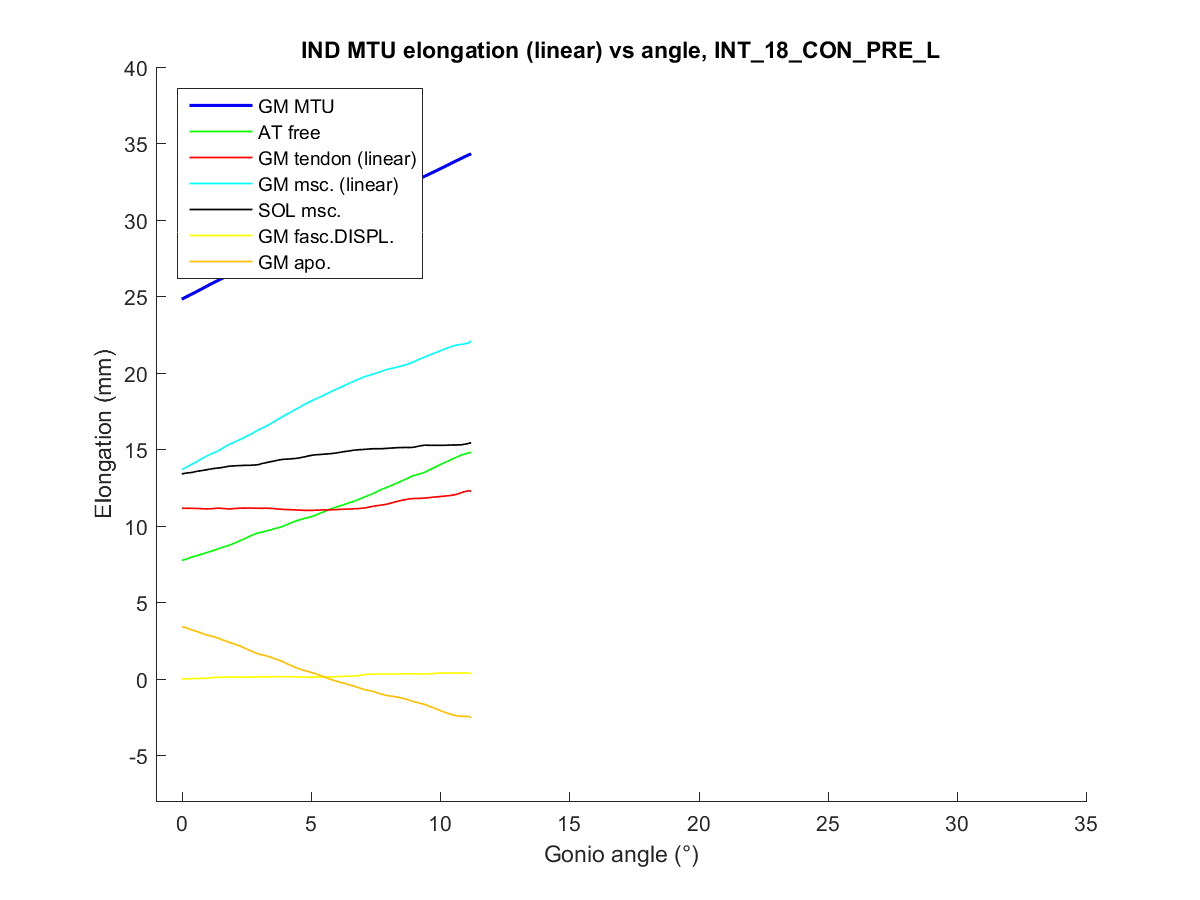 IND MTU elongation (linear) vs angle, INT_18_CON_PRE_L
40
35
30
25
20
15
10
5
0
-5
Elongation (mm)
GM MTU
AT free
GM tendon (linear)
GM msc. (linear)
SOL msc.
GM fasc.DISPL.
GM apo.
0 5 10 15 20 25 30 35
Gonio angle (°)